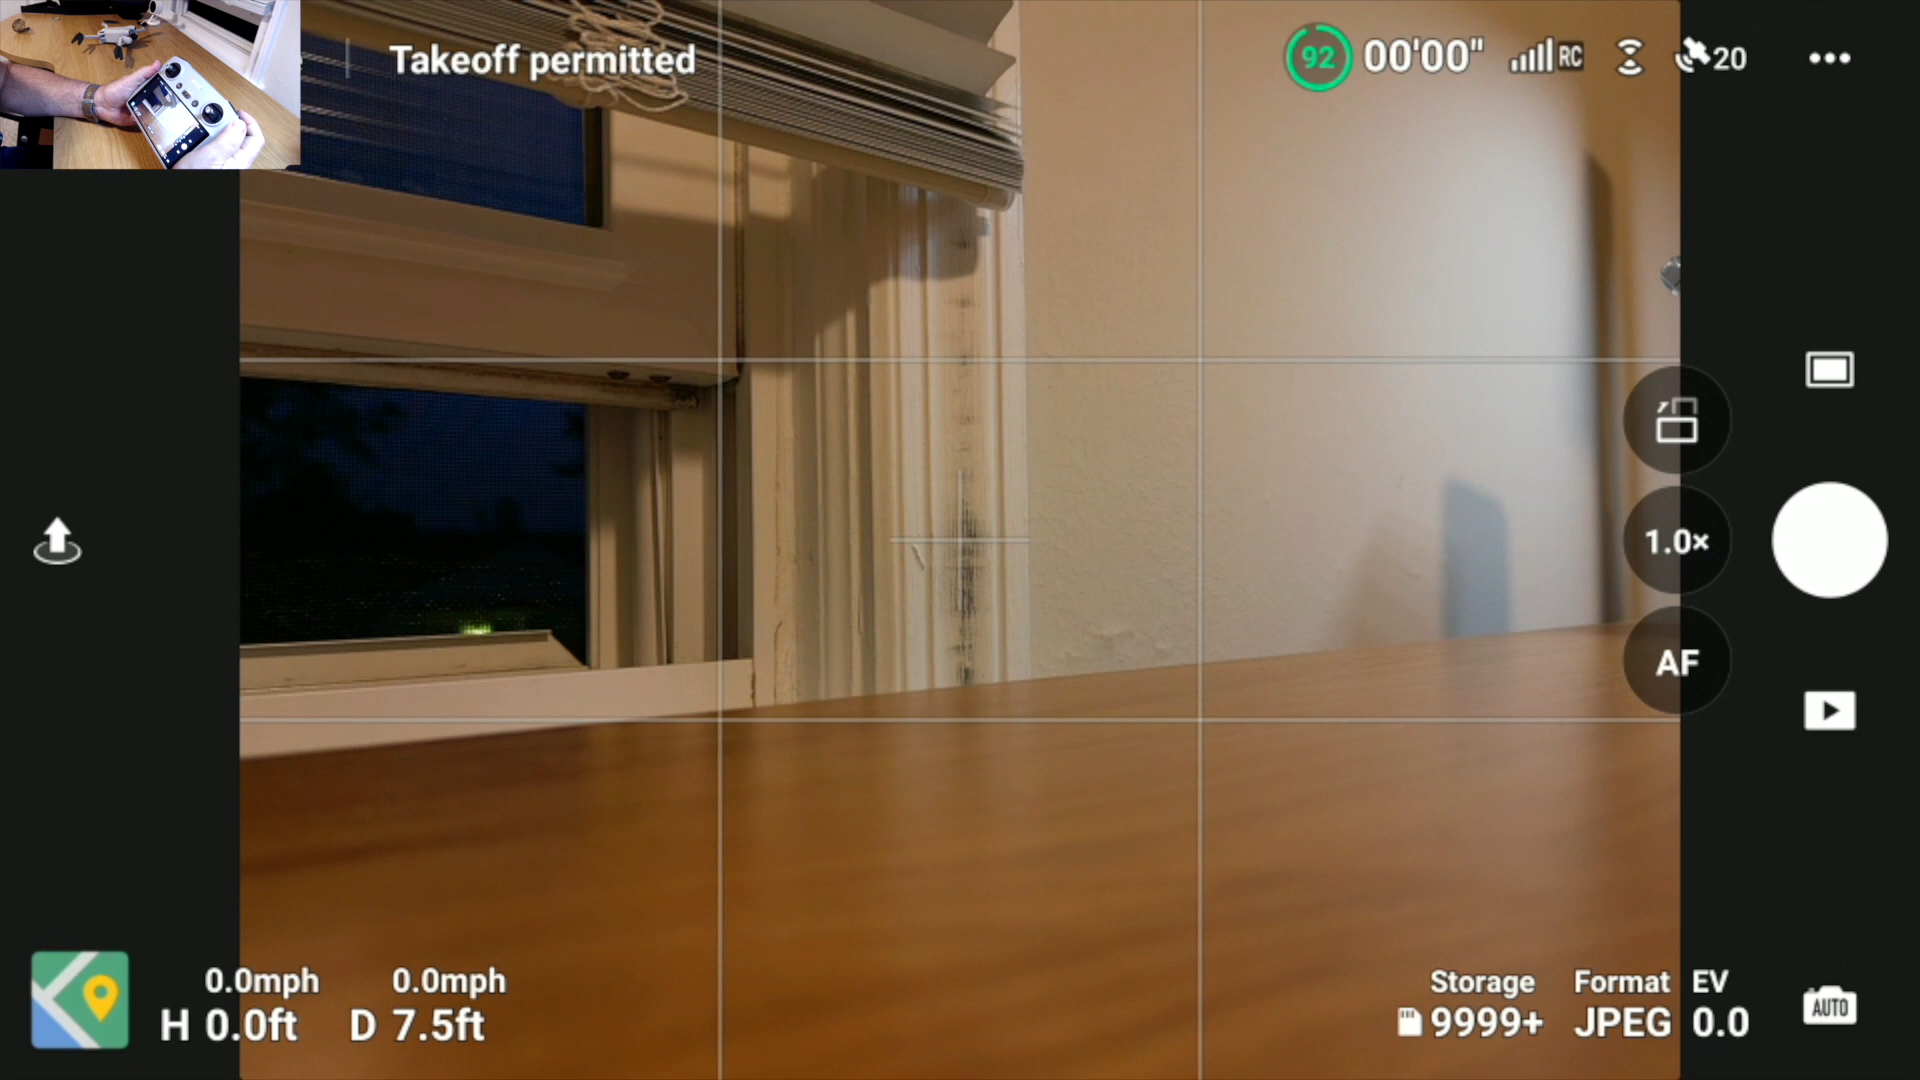 Takeoff permitted
92 00'00" RC 20
1.0×
AF
0.0mph 0.0mph
H 0.0ft D 7.5ft
Storage Format EV
9999+ JPEG 0.0
AUTO